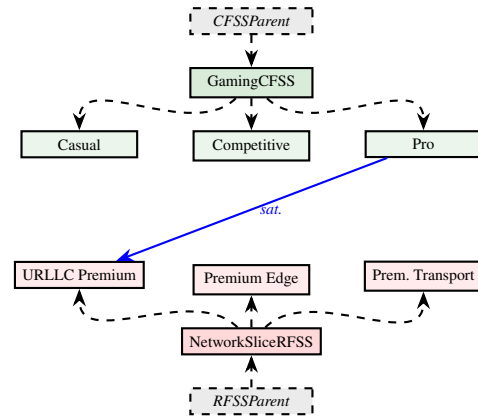 CFSSParent
GamingCFSS
Casual
Competitive
Pro
sat.
URLLC Premium
Premium Edge
Prem. Transport
NetworkSliceRFSS
RFSSParent